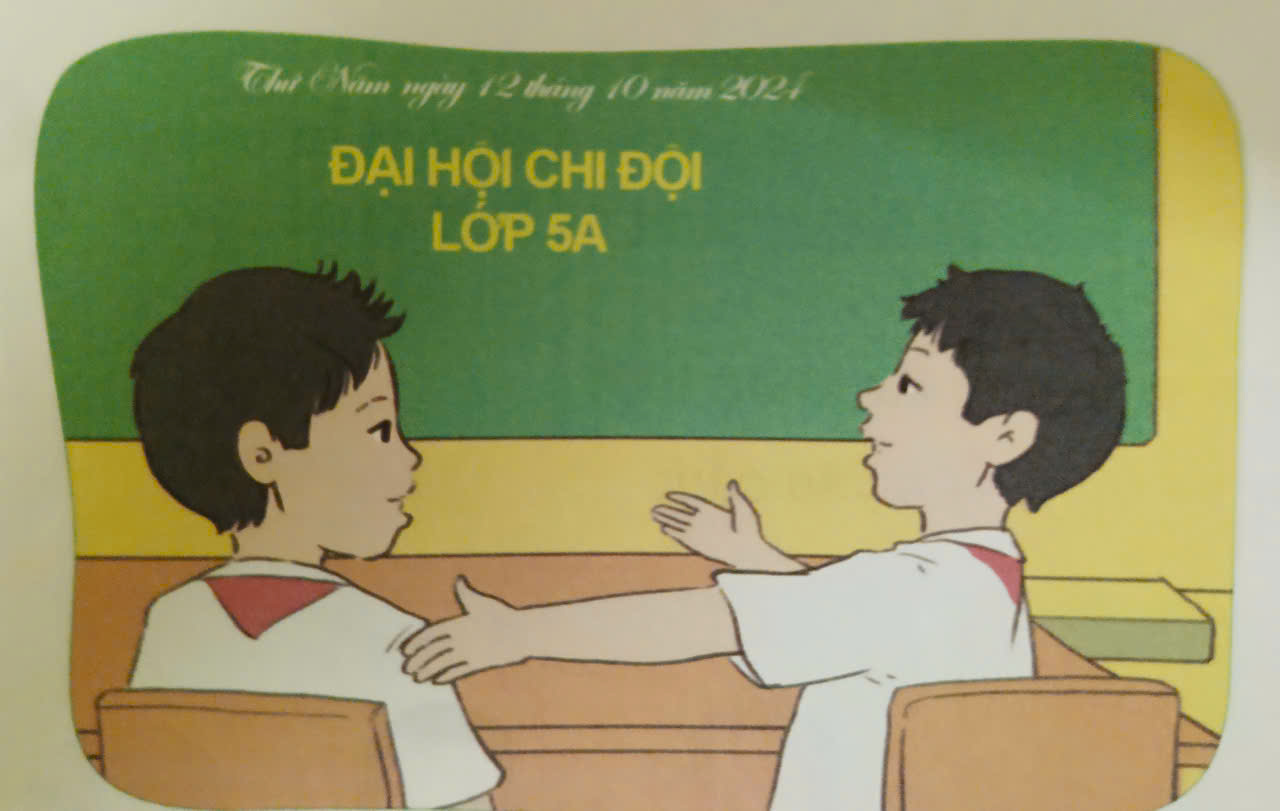 Thứ Năm ngày 12 tháng 10 năm 2024
ĐẠI HỘI CHI ĐỘI
LỚP 5A